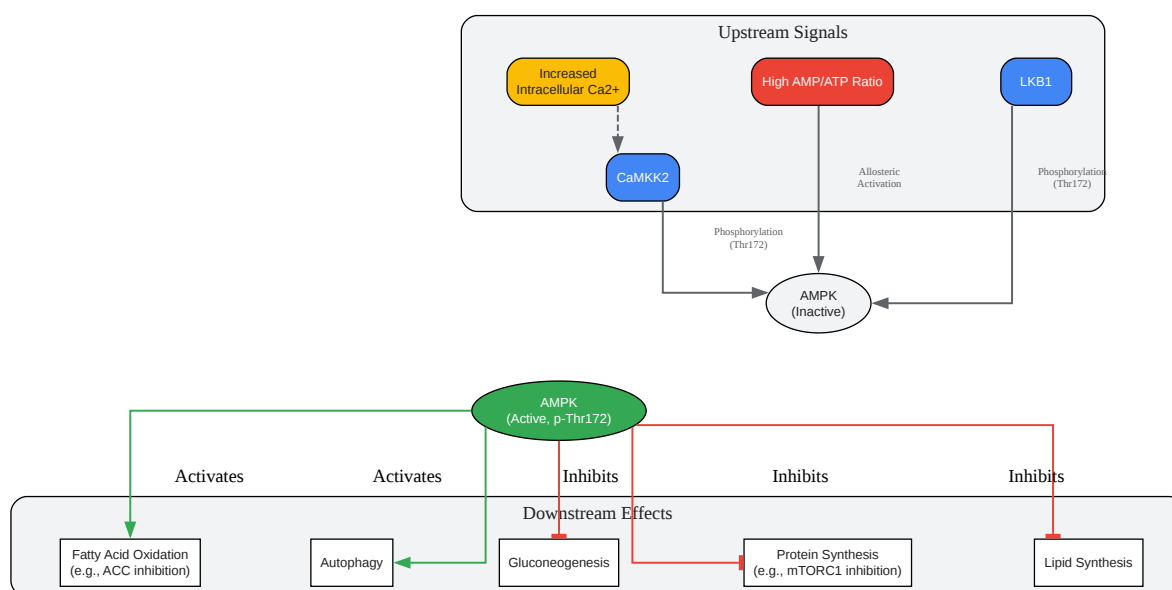 Upstream Signals
Increased
Intracellular Ca2+
High AMP/ATP Ratio
LKB1
CaMKK2
Allosteric
Activation
Phosphorylation
(Thr172)
Phosphorylation
(Thr172)
AMPK
(Inactive)
AMPK
(Active, p-Thr172)
Activates
Activates
Inhibits
Inhibits
Inhibits
Downstream Effects
Fatty Acid Oxidation
(e.g., ACC inhibition)
Autophagy
Gluconeogenesis
Protein Synthesis
(e.g., mTORC1 inhibition)
Lipid Synthesis